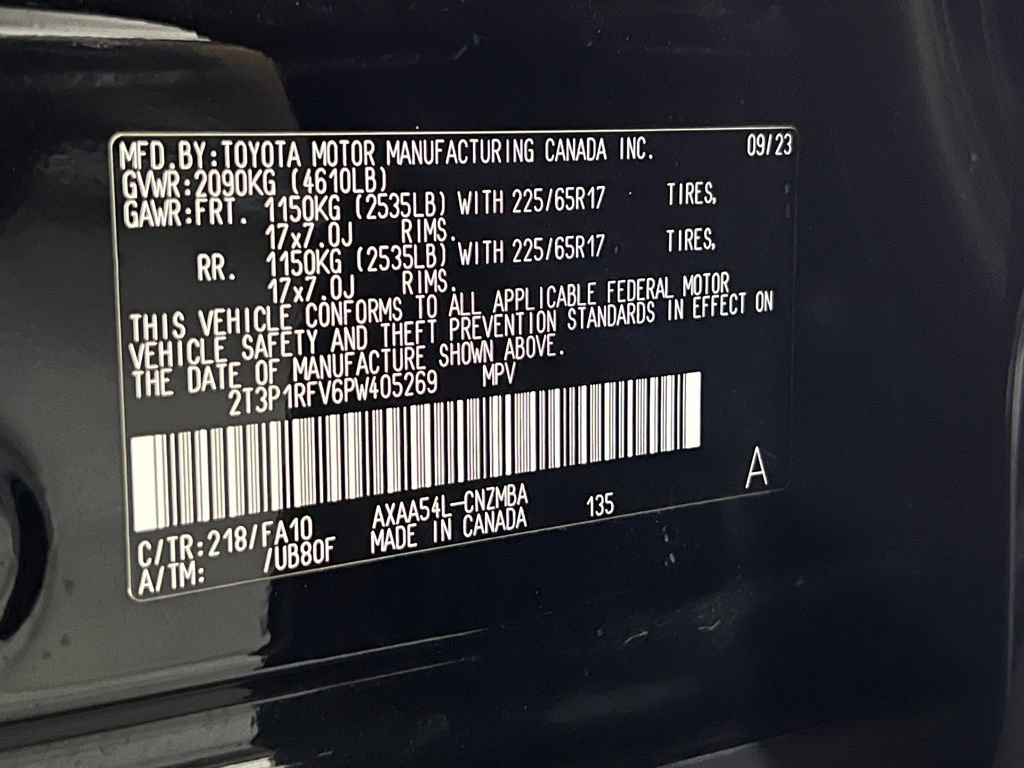 MFD.BY:TOYOTA MOTOR MANUFACTURING CANADA INC. 09/23
GVWR:2090KG (4610LB)
GAWR:FRT. 1150KG (2535LB) WITH 225/65R17 TIRES,
17x7.0J RIMS.
RR. 1150KG (2535LB) WITH 225/65R17 TIRES,
17x7.0J RIMS.
THIS VEHICLE CONFORMS TO ALL APPLICABLE FEDERAL MOTOR
VEHICLE SAFETY AND THEFT PREVENTION STANDARDS IN EFFECT ON
THE DATE OF MANUFACTURE SHOWN ABOVE.
2T3P1RFV6PW405269 MPV
A
C/TR:218/FA10 AXAA54L-CNZMBA 135
A/TM: /UB80F MADE IN CANADA